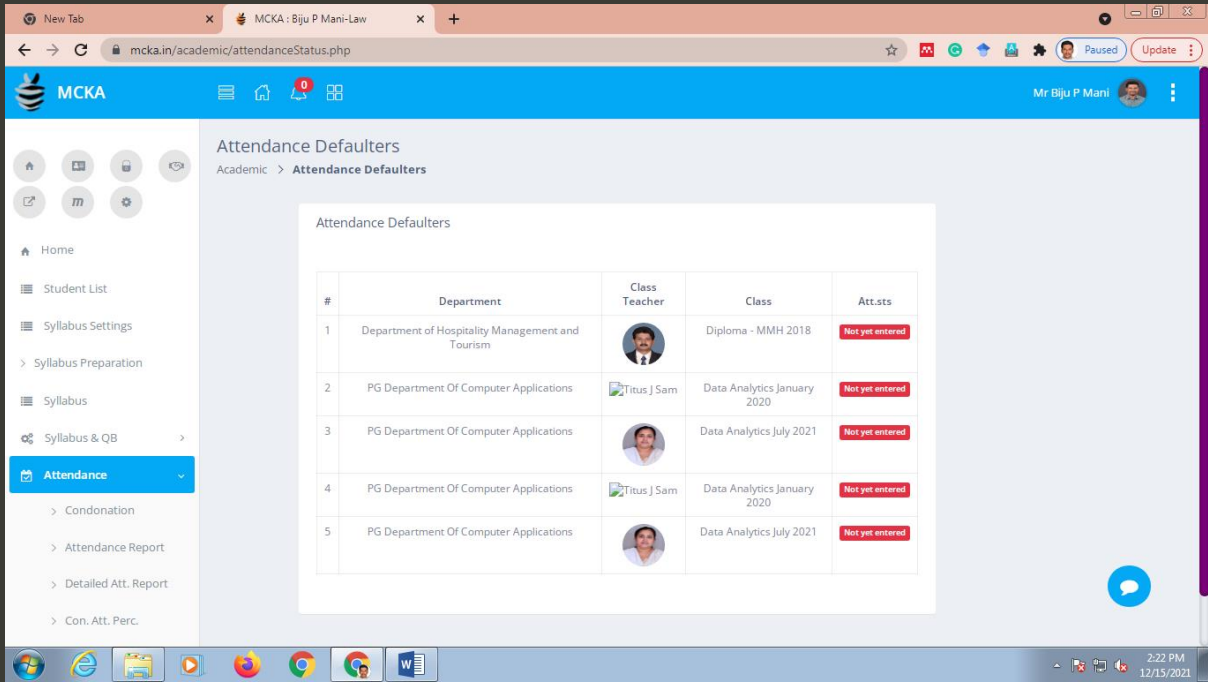 New Tab
MCKA : Biju P Mani-Law
mcka.in/academic/attendanceStatus.php
Paused
Update
MCKA
0
Mr Biju P Mani
Attendance Defaulters
Academic > Attendance Defaulters
m
Home
Student List
Syllabus Settings
> Syllabus Preparation
Syllabus
Syllabus & QB >
Attendance
> Condonation
> Attendance Report
> Detailed Att. Report
> Con. Att. Perc.
Attendance Defaulters
# Department Class Teacher Class Att.sts
1 Department of Hospitality Management and Tourism Diploma - MMH 2018 Not yet entered
2 PG Department Of Computer Applications Titus J Sam Data Analytics January 2020 Not yet entered
3 PG Department Of Computer Applications Data Analytics July 2021 Not yet entered
4 PG Department Of Computer Applications Titus J Sam Data Analytics January 2020 Not yet entered
5 PG Department Of Computer Applications Data Analytics July 2021 Not yet entered
W
2:22 PM
12/15/2021